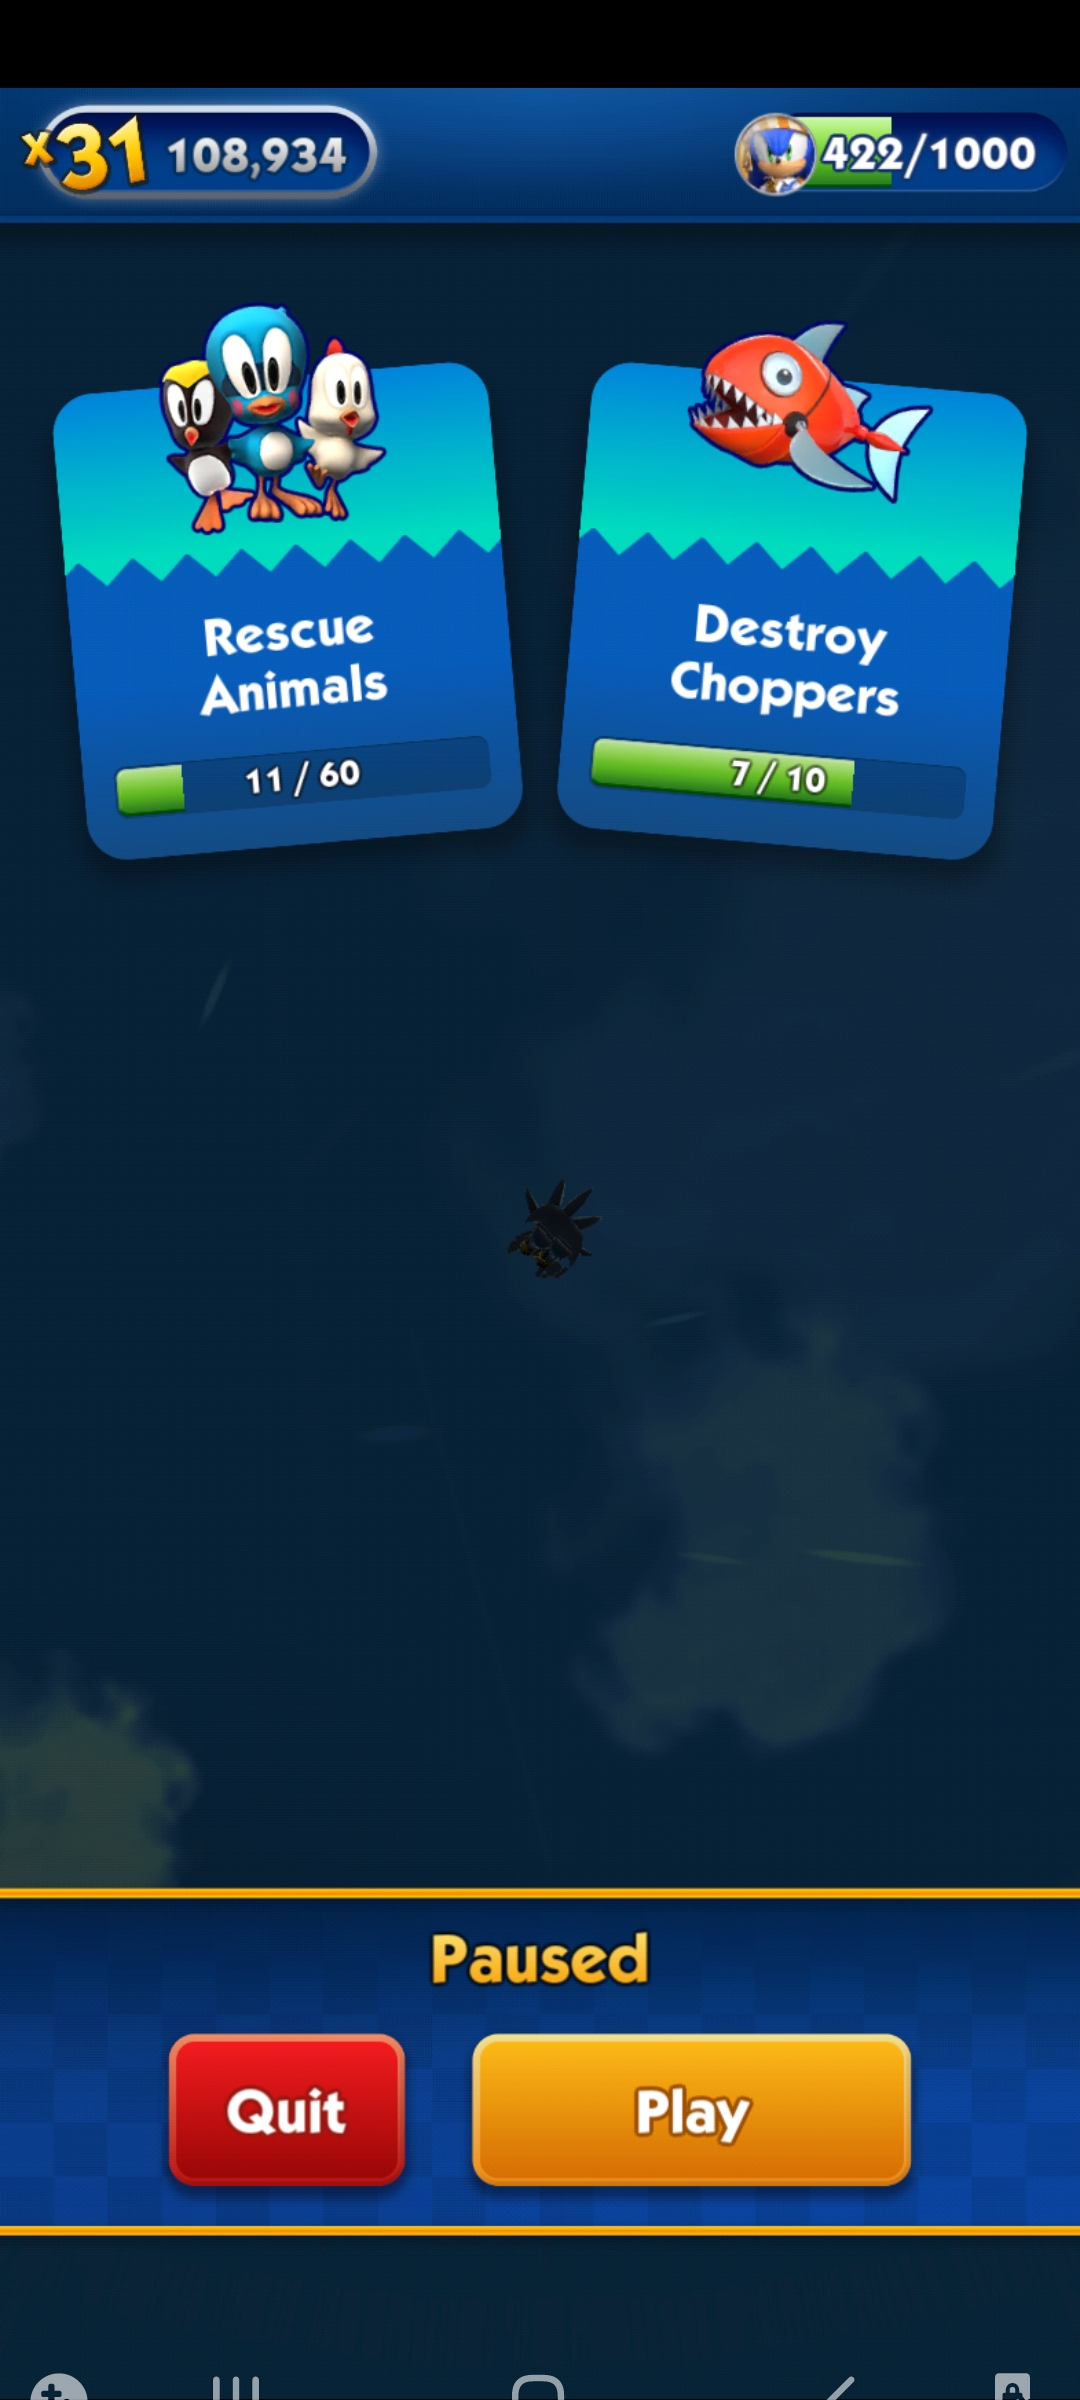 x31 108,934
422/1000
Rescue
Animals
11 / 60
Destroy
Choppers
7 / 10
Paused
Quit
Play